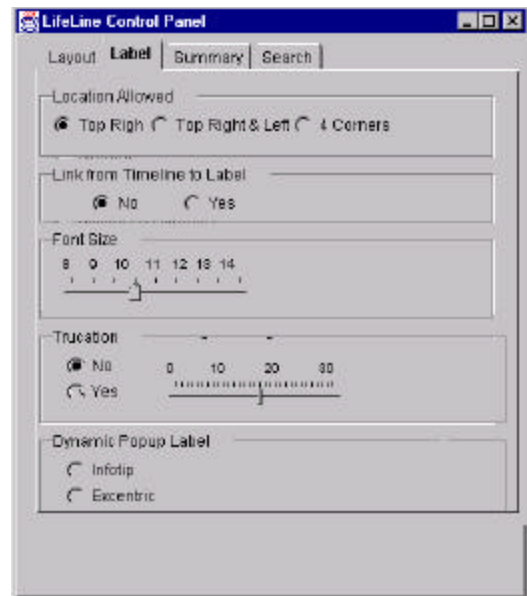 LifeLine Control Panel
Layout Label Summary Search
Location Allowed
Top Righ Top Right & Left 4 Corners
Link from Timeline to Label
No Yes
Font Size
8 9 10 11 12 13 14
Trucation
No
0 10 20 30
Yes
Dynamic Popup Label
Infotip
Excentric